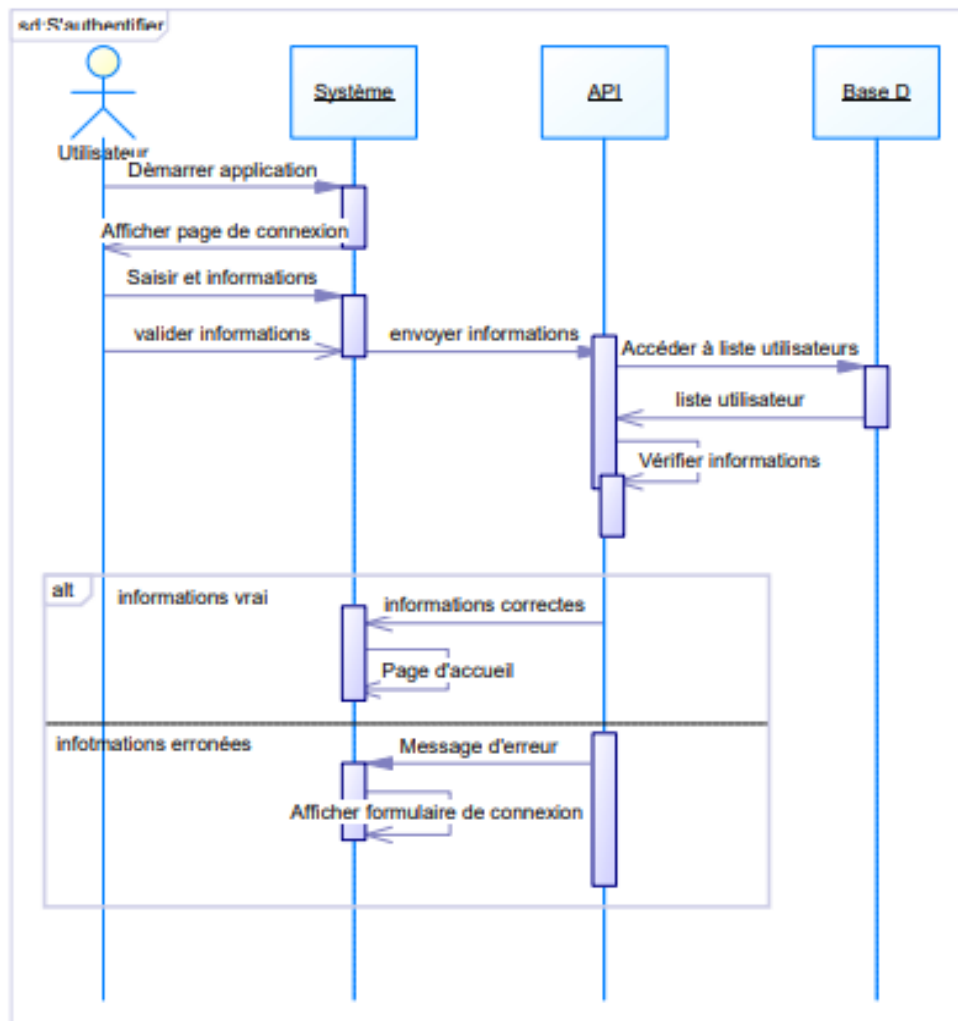 sd:S'authentifier
Système
API
Base D
Utilisateur
Démarrer application
Afficher page de connexion
Saisir et informations
valider informations
envoyer informations
Accéder à liste utilisateurs
liste utilisateur
Vérifier informations
alt
informations vrai
informations correctes
Page d'accueil
infotmations erronées
Message d'erreur
Afficher formulaire de connexion